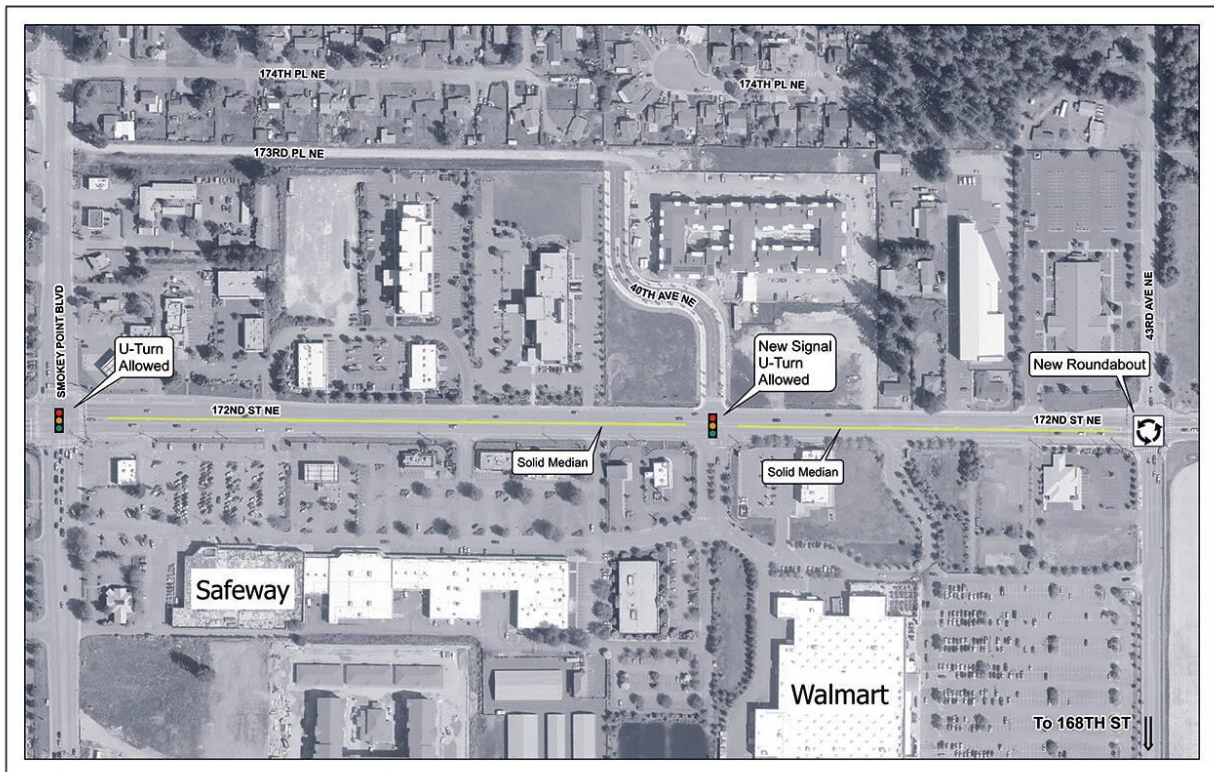 174TH PL NE
174TH PL NE
173RD PL NE
40TH AVE NE
SMOKEY POINT BLVD
43RD AVE NE
U-Turn
Allowed
New Signal
U-Turn
Allowed
New Roundabout
172ND ST NE
172ND ST NE
Solid Median
Solid Median
Safeway
Walmart
To 168TH ST